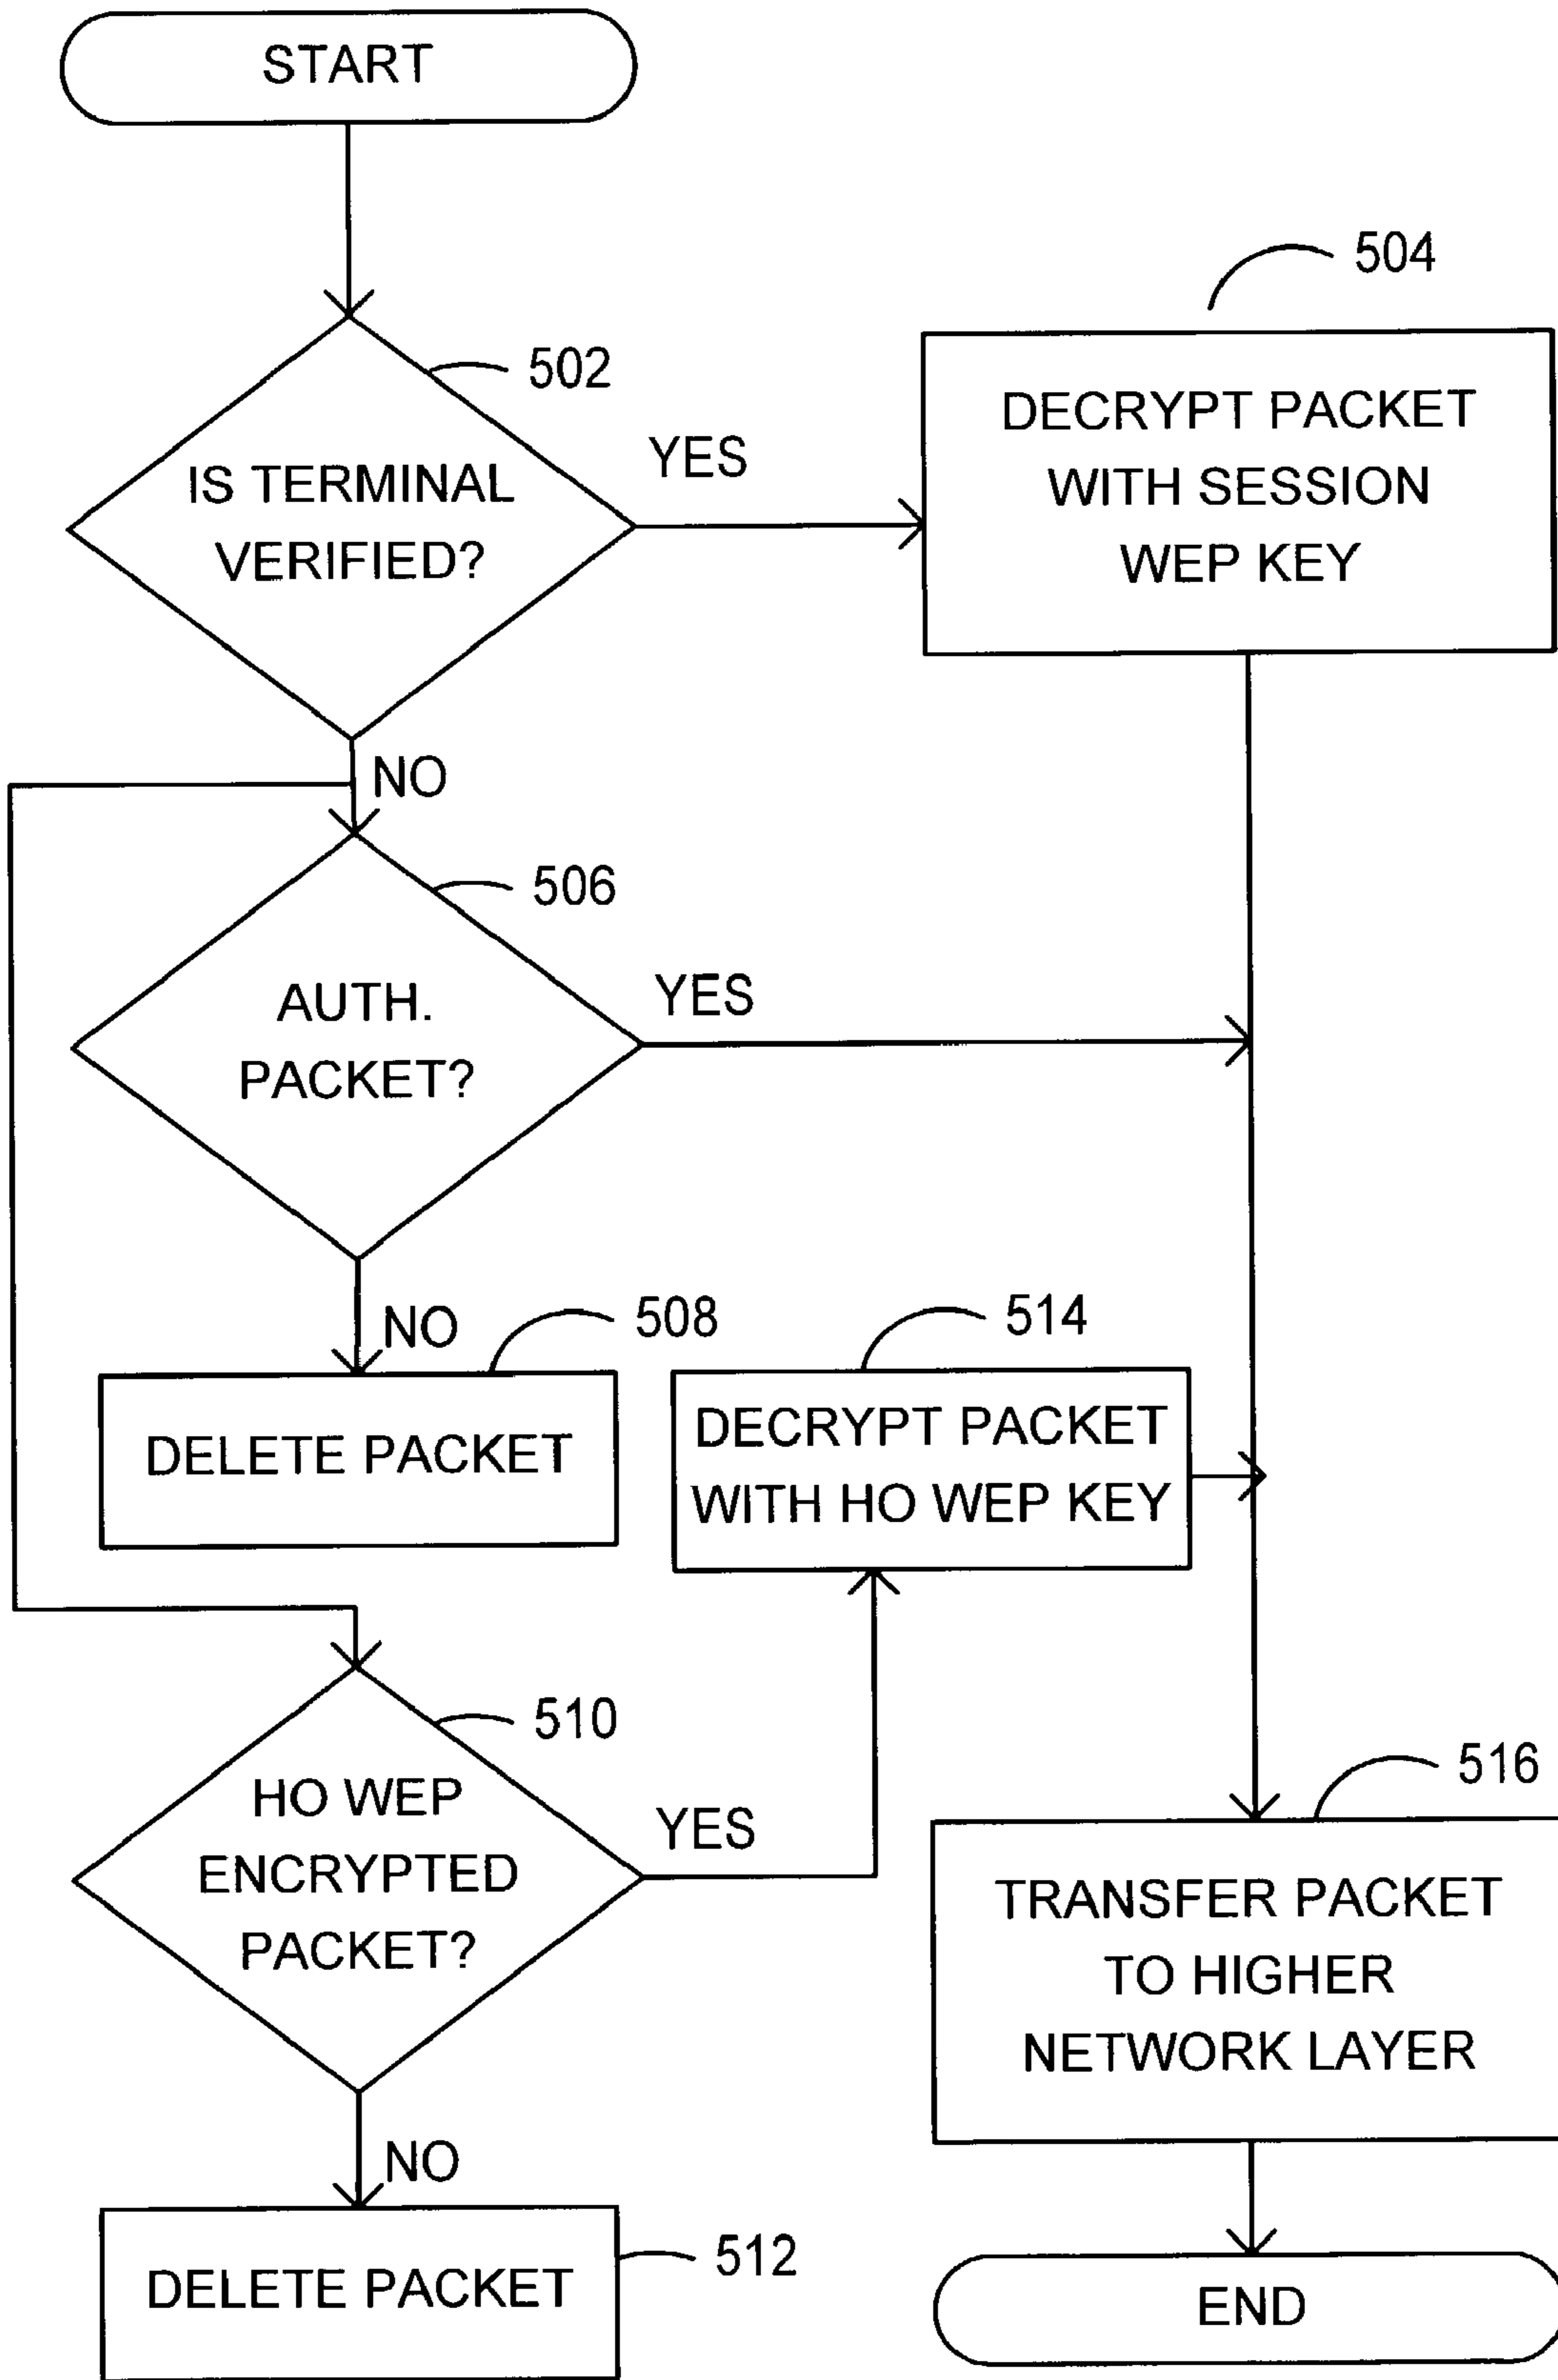 START
502
IS TERMINAL
VERIFIED?
YES
504
DECRYPT PACKET
WITH SESSION
WEP KEY
NO
506
AUTH.
PACKET?
YES
NO
508
DELETE PACKET
514
DECRYPT PACKET
WITH HO WEP KEY
510
HO WEP
ENCRYPTED
PACKET?
YES
516
TRANSFER PACKET
TO HIGHER
NETWORK LAYER
NO
512
DELETE PACKET
END